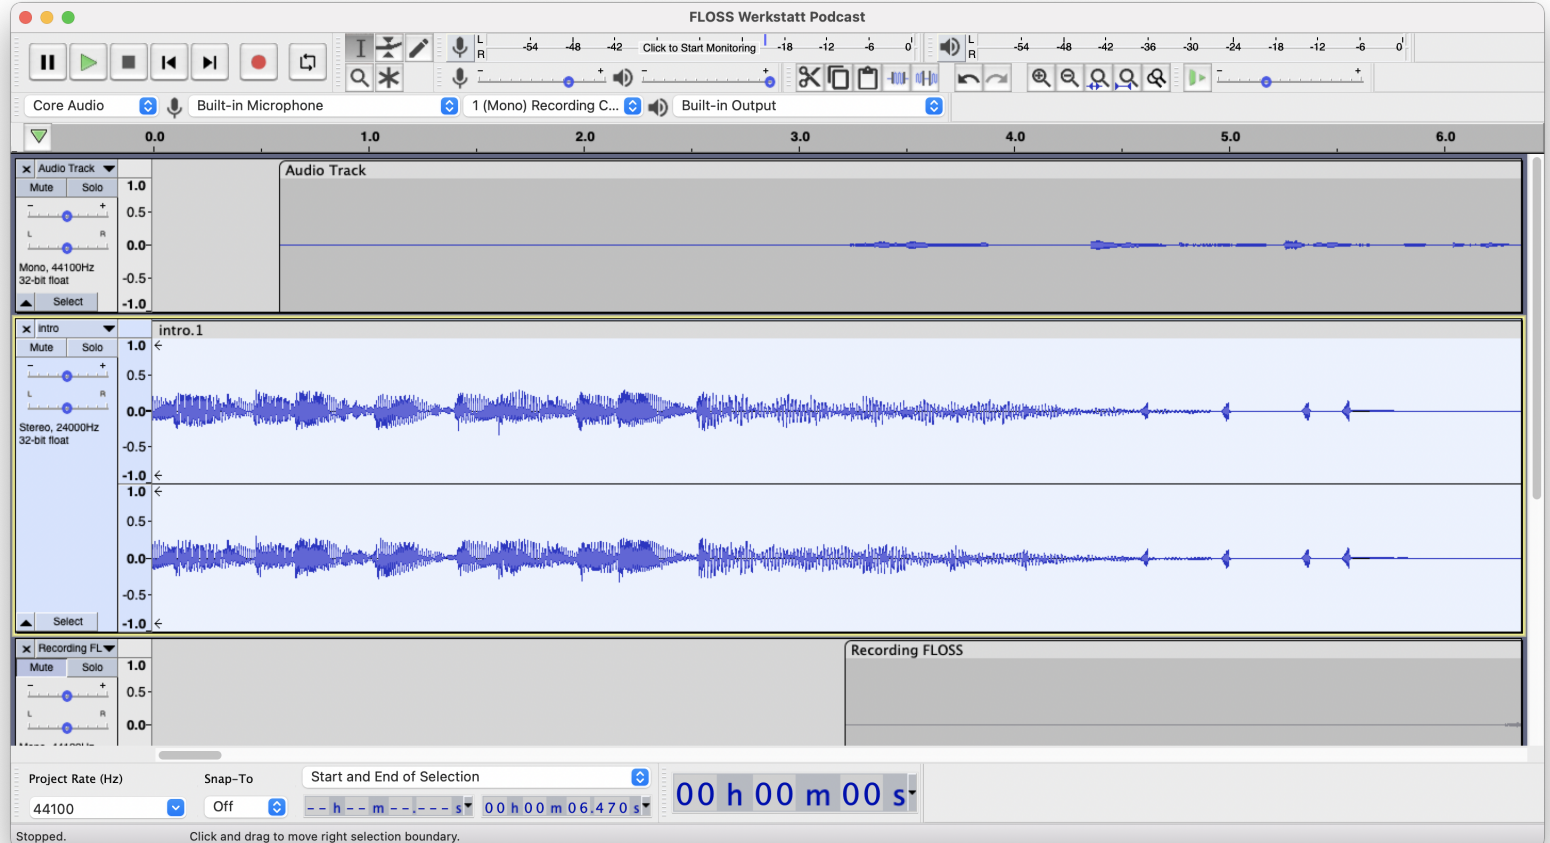 FLOSS Werkstatt Podcast
L
R
-54 -48 -42 Click to Start Monitoring -18 -12 -6 0
L
R
-54 -48 -42 -36 -30 -24 -18 -12 -6 0
- + - +
- +
Core Audio Built-in Microphone 1 (Mono) Recording C... Built-in Output
0.0 1.0 2.0 3.0 4.0 5.0 6.0
Audio Track
Mute Solo
- +
L R
Mono, 44100Hz
32-bit float
Select
1.0
0.5
0.0
-0.5
-1.0
Audio Track
intro
Mute Solo
- +
L R
Stereo, 24000Hz
32-bit float
Select
1.0
0.5
0.0
-0.5
-1.0
1.0
0.5
0.0
-0.5
-1.0
intro.1
Recording FL
Mute Solo
- +
L R
1.0
0.5
0.0
Recording FLOSS
Project Rate (Hz) Snap-To Start and End of Selection
44100 Off -- h -- m --.--- s 00 h 00 m 06.470 s
00 h 00 m 00 s
Stopped. Click and drag to move right selection boundary.